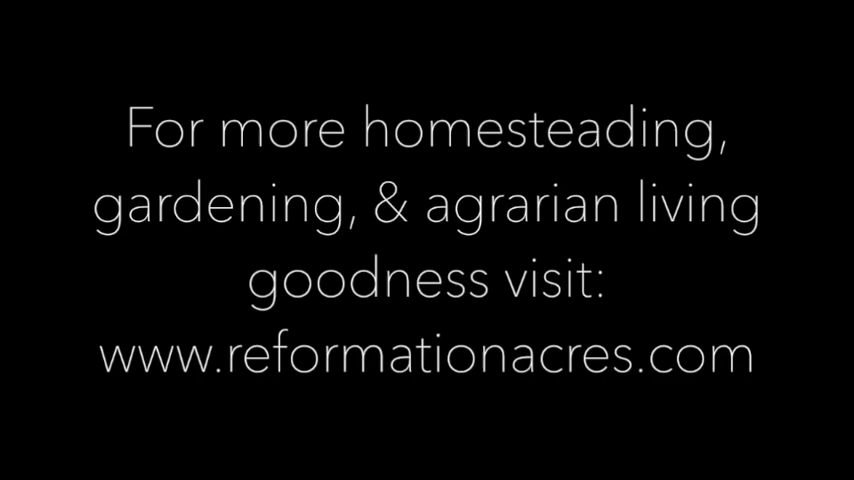 For more homesteading,
gardening, & agrarian living
goodness visit:
www.reformationacres.com